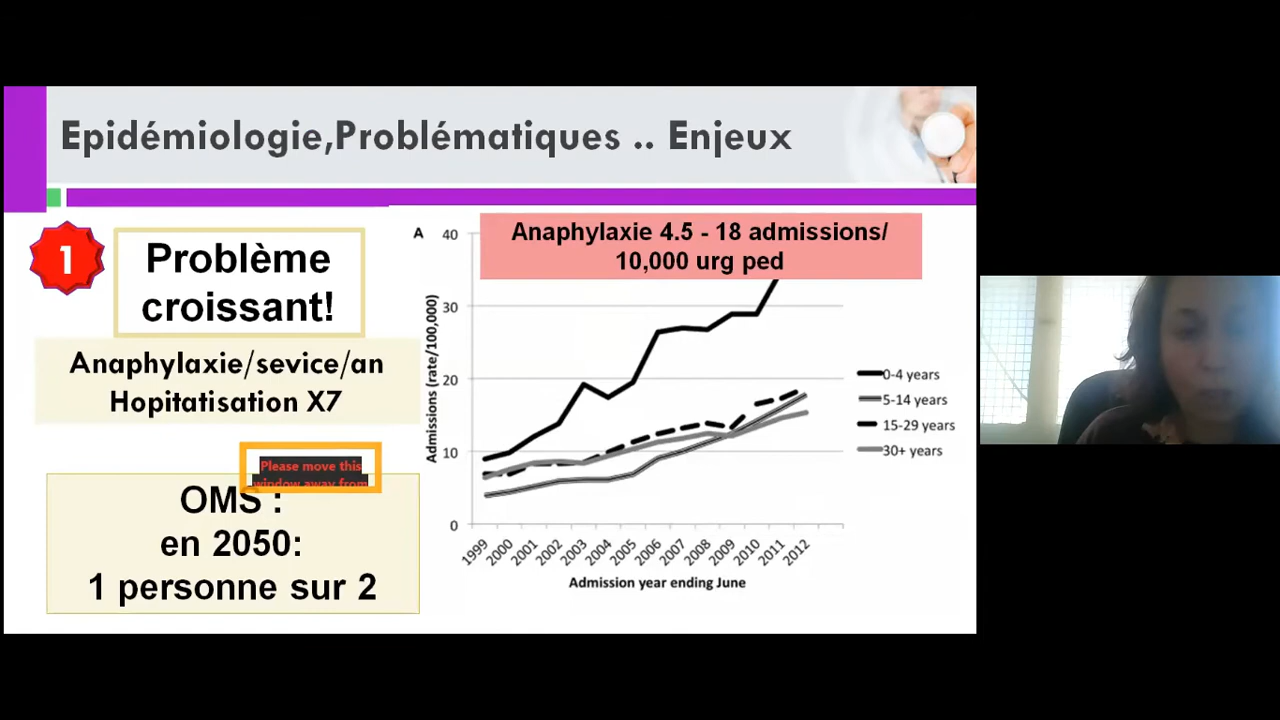 Epidémiologie,Problématiques .. Enjeux
1
Problème
croissant!
Anaphylaxie/sevice/an
Hopitatisation X7
Please move this
window away from
OMS :
en 2050:
1 personne sur 2
A
Anaphylaxie 4.5 - 18 admissions/
10,000 urg ped
Admissions (rate/100,000)
40
30
20
10
0
1999
2000
2001
2002
2003
2004
2005
2006
2007
2008
2009
2010
2011
2012
Admission year ending June
0-4 years
5-14 years
15-29 years
30+ years